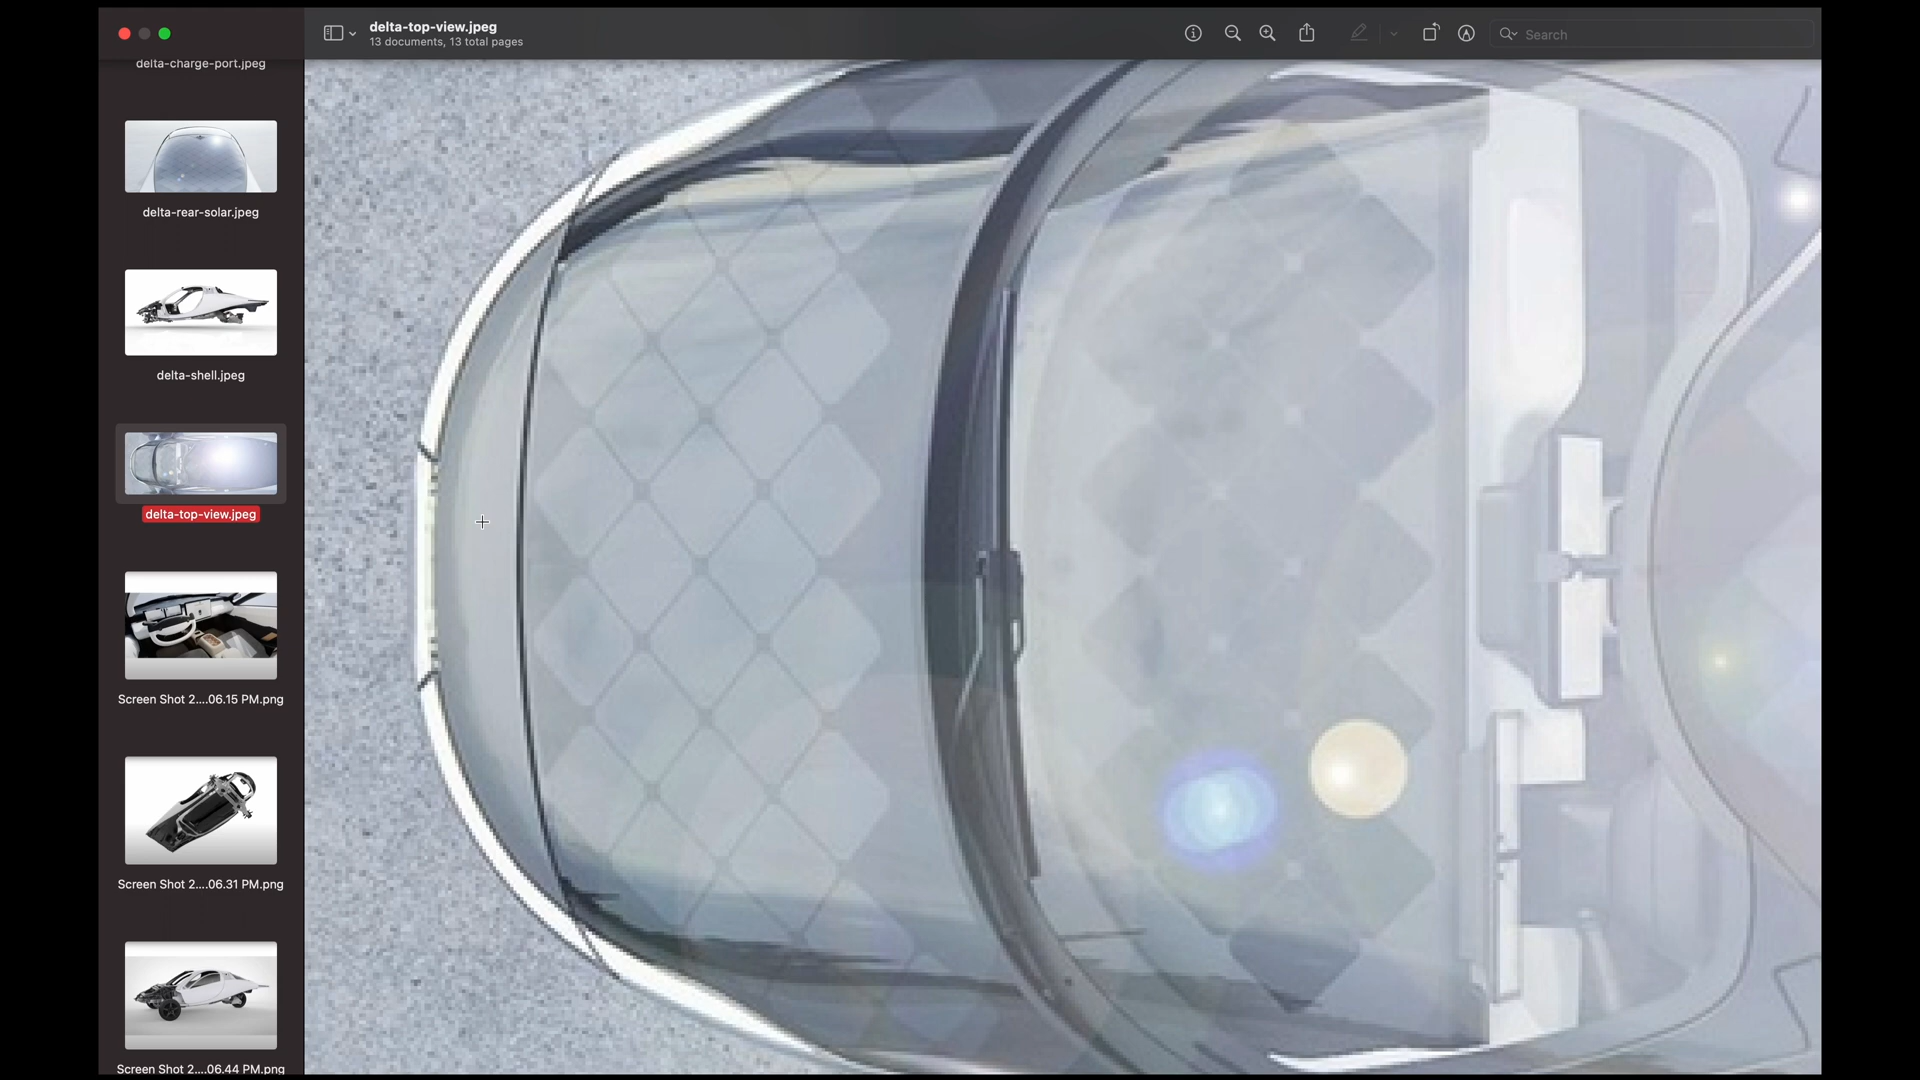 delta-top-view.jpeg
13 documents, 13 total pages
Search
delta-charge-port.jpeg
delta-rear-solar.jpeg
delta-shell.jpeg
delta-top-view.jpeg
Screen Shot 2....06.15 PM.png
Screen Shot 2....06.31 PM.png
Screen Shot 2....06.44 PM.png